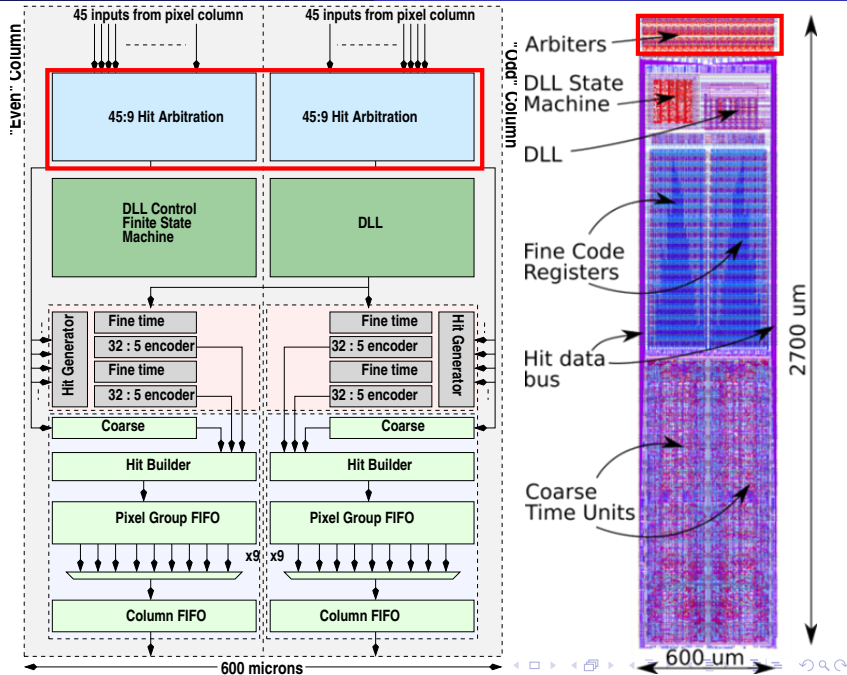 45 inputs from pixel column
45 inputs from pixel column
"Even" Column
"Odd" Column
45:9 Hit Arbitration
45:9 Hit Arbitration
DLL Control
Finite State
Machine
DLL
Hit Generator
Fine time
32 : 5 encoder
Fine time
32 : 5 encoder
Fine time
32 : 5 encoder
Fine time
32 : 5 encoder
Hit Generator
Coarse
Coarse
Hit Builder
Hit Builder
Pixel Group FIFO
Pixel Group FIFO
x9
x9
Column FIFO
Column FIFO
600 microns
Arbiters
DLL State
Machine
DLL
Fine Code
Registers
Hit data
bus
Coarse
Time Units
2700 um
600 um